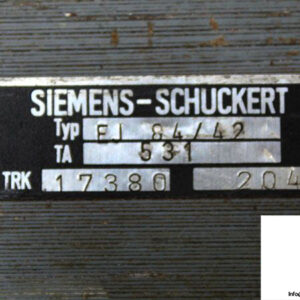 SIEMENS-SCHUCKERT
Typ EI 84/42
TA 531
TRK 17380 204